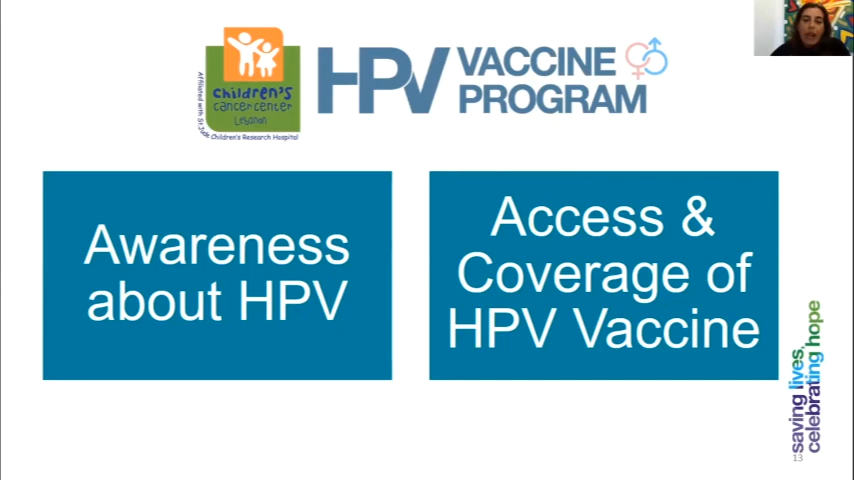 children's
cancer center
Lebanon
Affiliated with St. Jude
Children's Research Hospital
HPV
VACCINE
PROGRAM
Awareness
about HPV
Access &
Coverage of
HPV Vaccine
saving lives,
celebrating hope
13